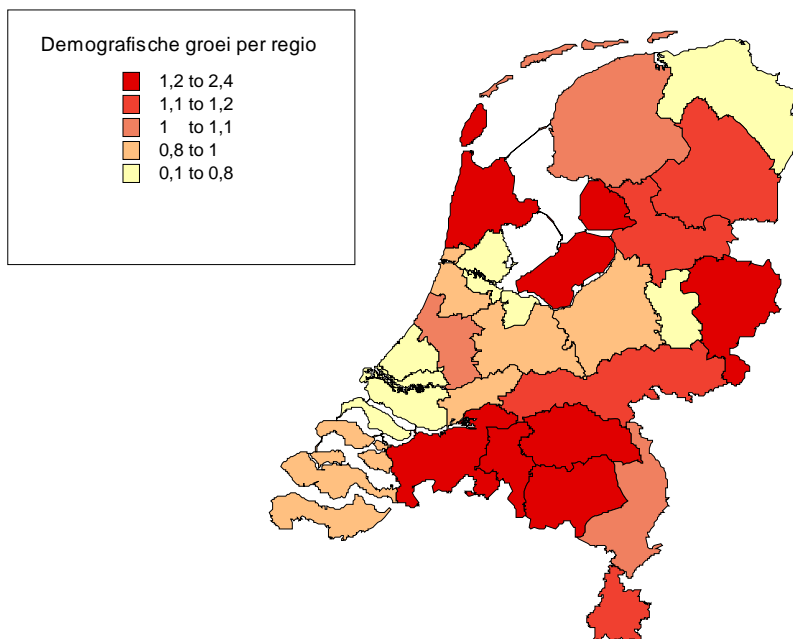 Demografische groei per regio
1,2 to 2,4
1,1 to 1,2
1 to 1,1
0,8 to 1
0,1 to 0,8